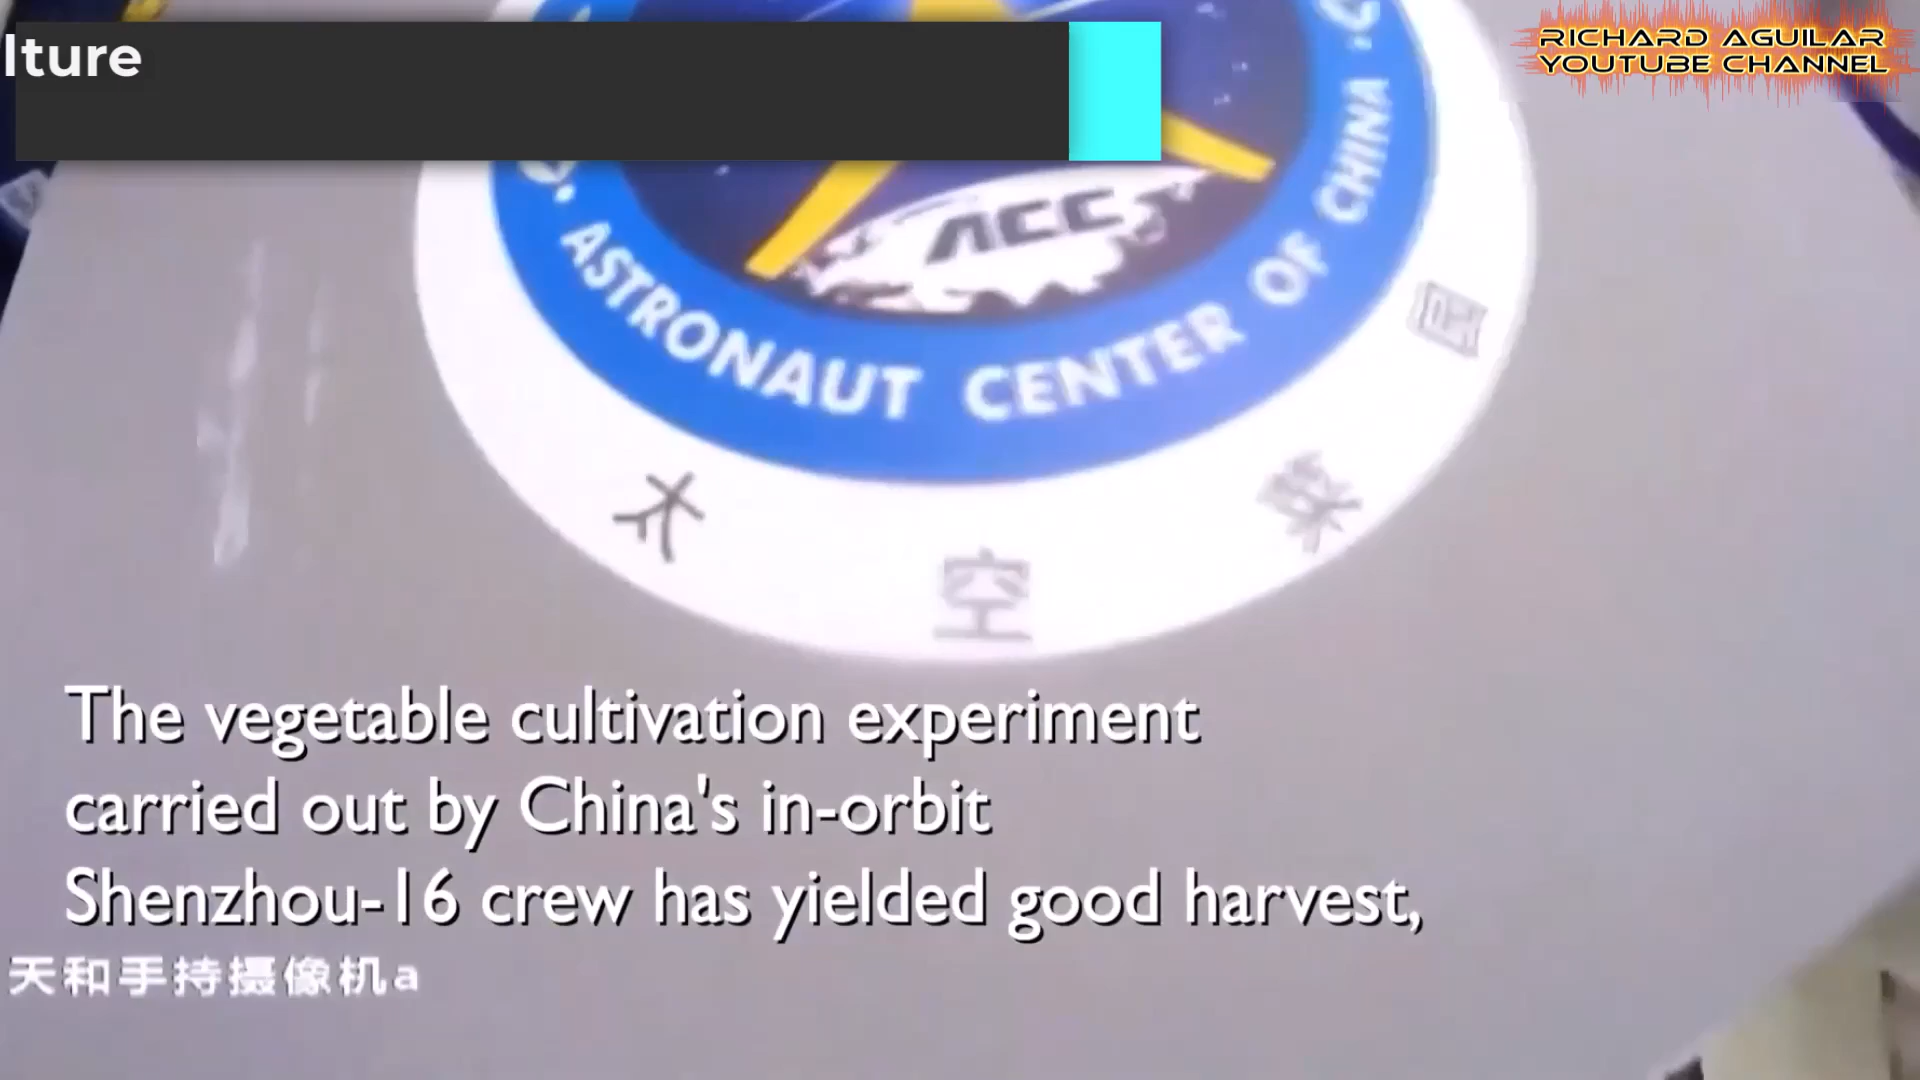 lture
RICHARD AGUILAR
YOUTUBE CHANNEL
ACC
ASTRONAUT CENTER OF CHINA
太空
The vegetable cultivation experiment
carried out by China's in-orbit
Shenzhou-16 crew has yielded good harvest,
天和手持摄像机a